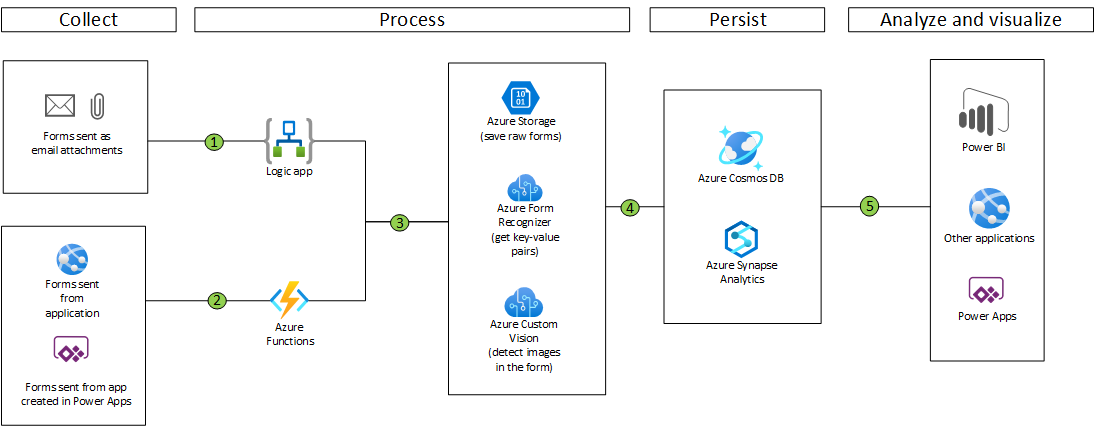 Collect
Process
Persist
Analyze and visualize
Forms sent as
email attachments
1
Logic app
Forms sent
from
application
Forms sent from app
created in Power Apps
2
Azure
Functions
3
10
01
Azure Storage
(save raw forms)
Azure Form
Recognizer
(get key-value
pairs)
Azure Custom
Vision
(detect images
in the form)
4
Azure Cosmos DB
Azure Synapse
Analytics
5
Power BI
Other applications
Power Apps